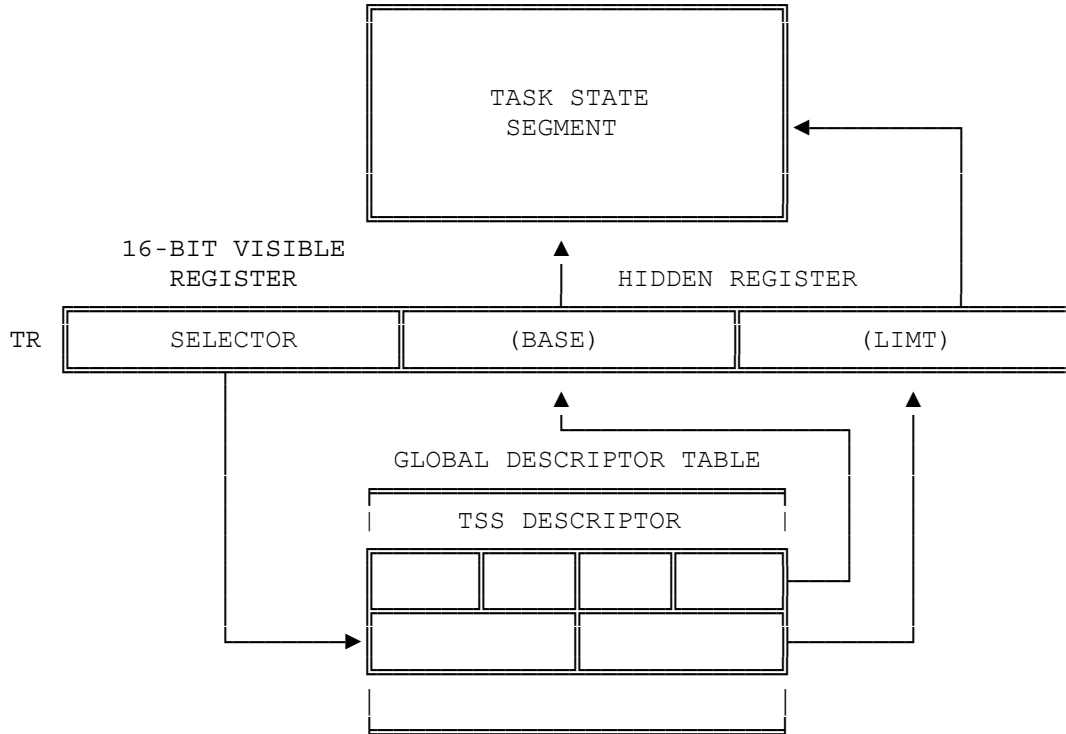 TASK STATE
SEGMENT
16-BIT VISIBLE
REGISTER
HIDDEN REGISTER
TR
SELECTOR
(BASE)
(LIMT)
GLOBAL DESCRIPTOR TABLE
TSS DESCRIPTOR